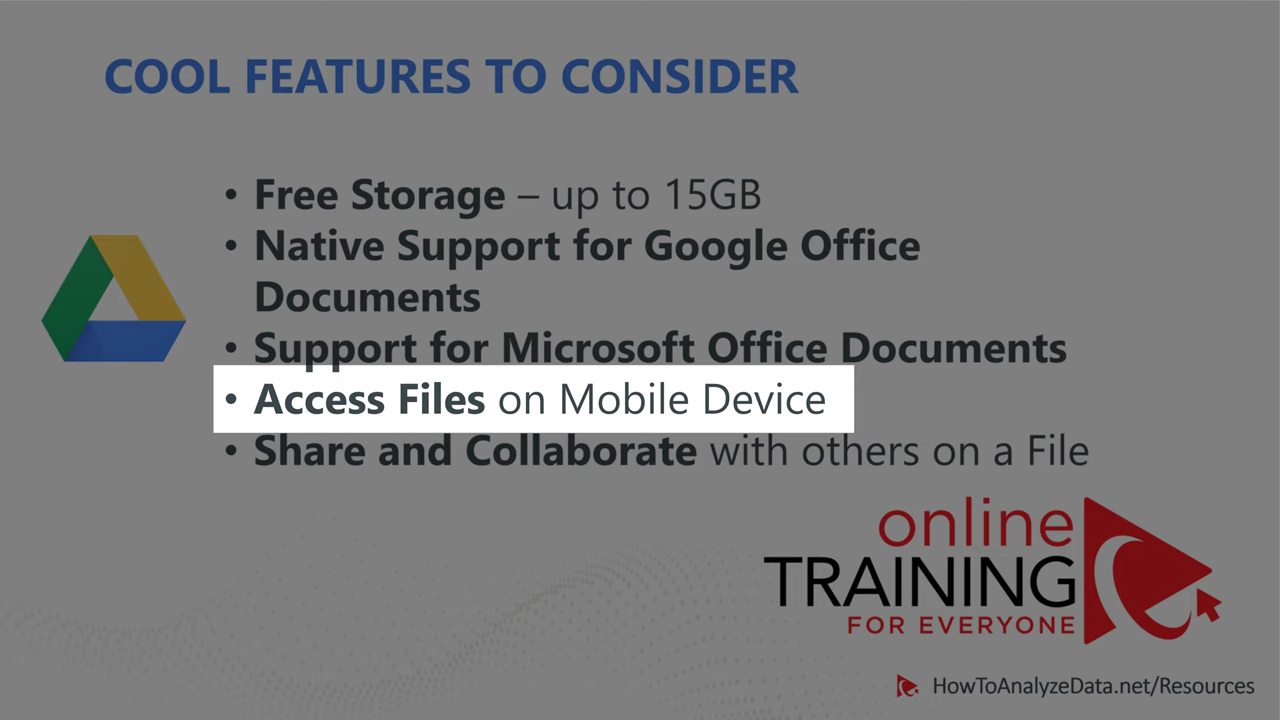 COOL FEATURES TO CONSIDER
• Free Storage – up to 15GB
• Native Support for Google Office
Documents
• Support for Microsoft Office Documents
• Access Files on Mobile Device
• Share and Collaborate with others on a File
online
TRAINING
FOR EVERYONE
HowToAnalyzeData.net/Resources